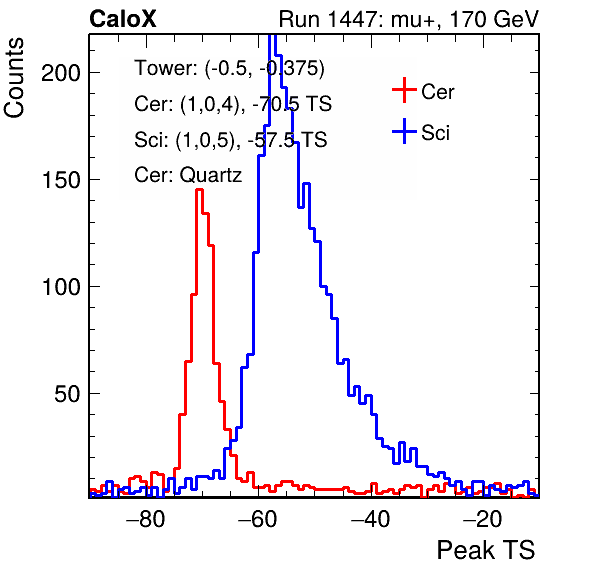 CaloX Run 1447: mu+, 170 GeV
Counts
Tower: (-0.5, -0.375)
Cer: (1,0,4), -70.5 TS
Sci: (1,0,5), -57.5 TS
Cer: Quartz
Cer
Sci
200
150
100
50
−80 −60 −40 −20
Peak TS